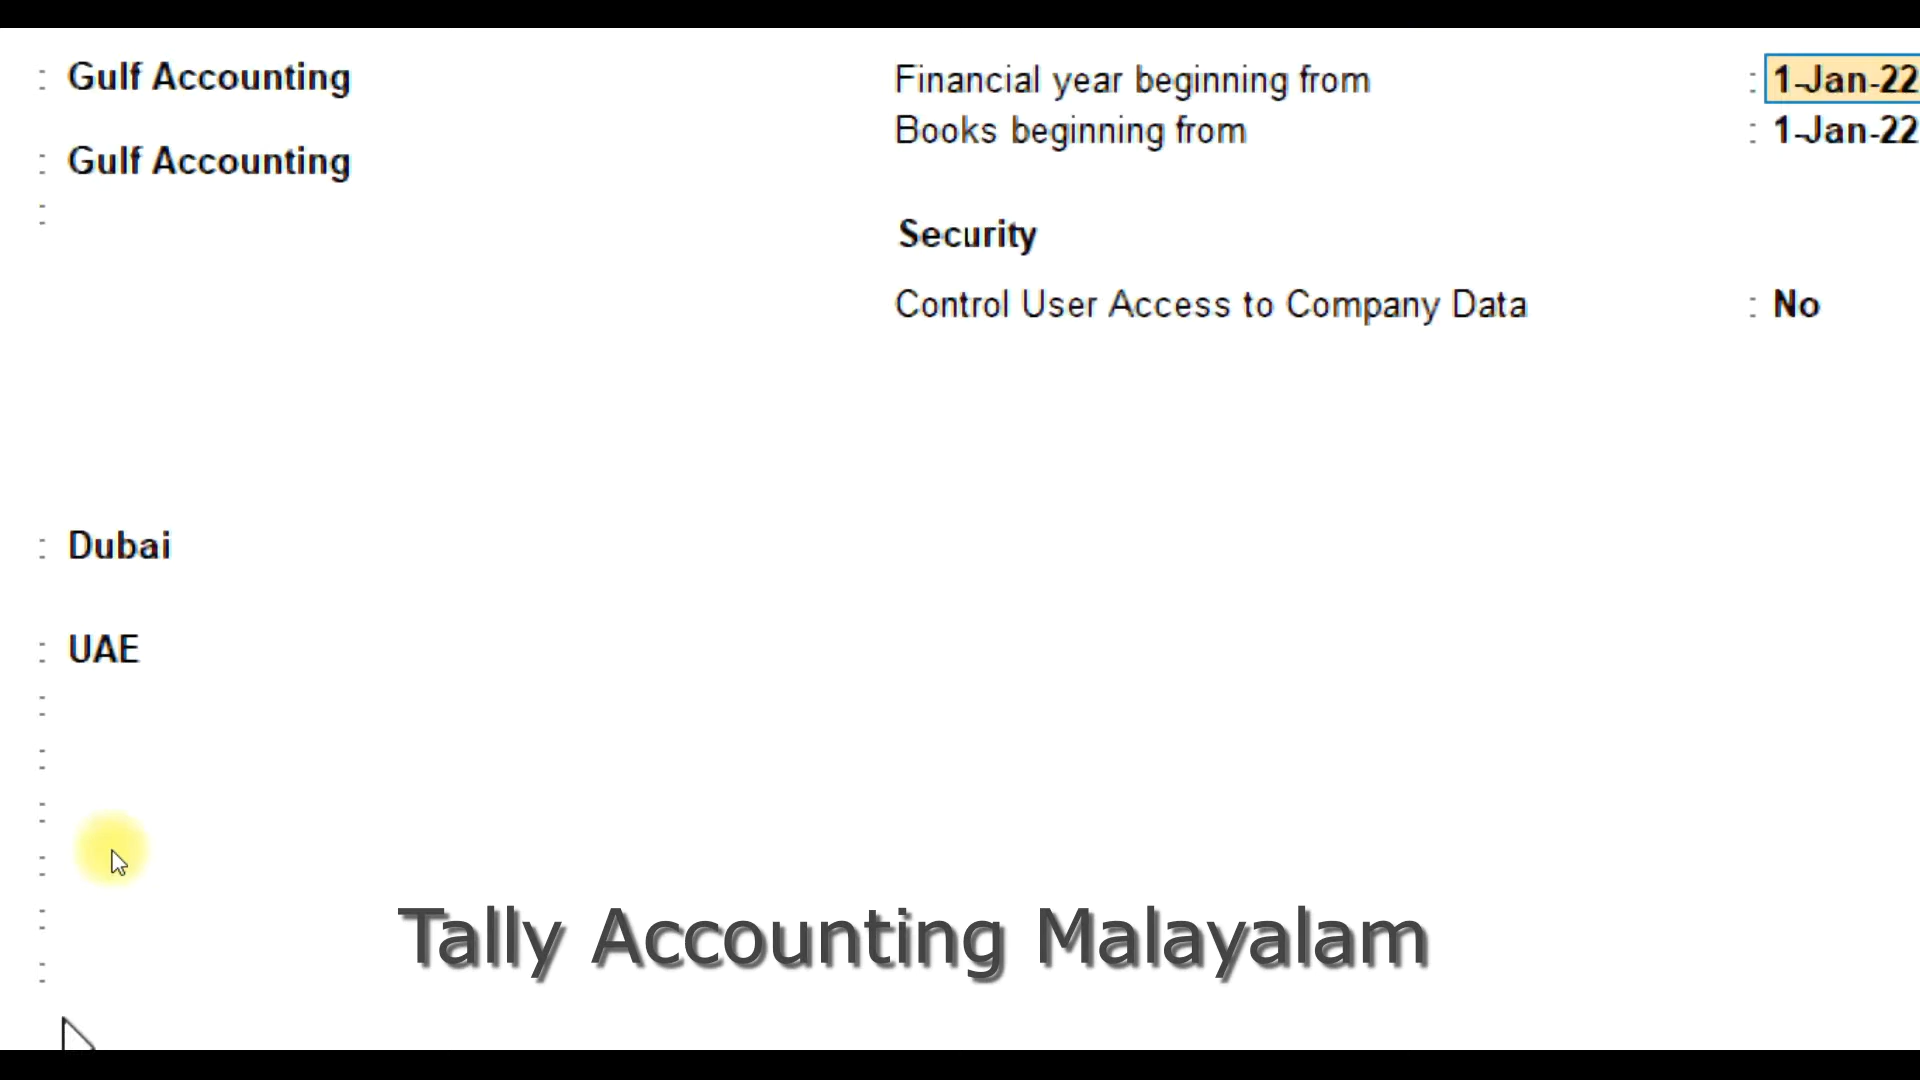 : Gulf Accounting
: Gulf Accounting
:
: Dubai
: UAE
:
:
:
:
:
:
Financial year beginning from : 1-Jan-22
Books beginning from : 1-Jan-22
Security
Control User Access to Company Data : No
Tally Accounting Malayalam